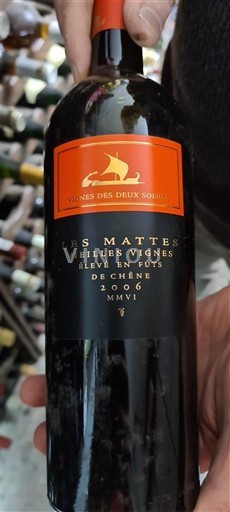 VIGNES DES DEUX SOLEILS
LES MATTES
VIEILLES VIGNES
ÉLEVÉ EN FÛTS
DE CHÊNE
2006
MMVI